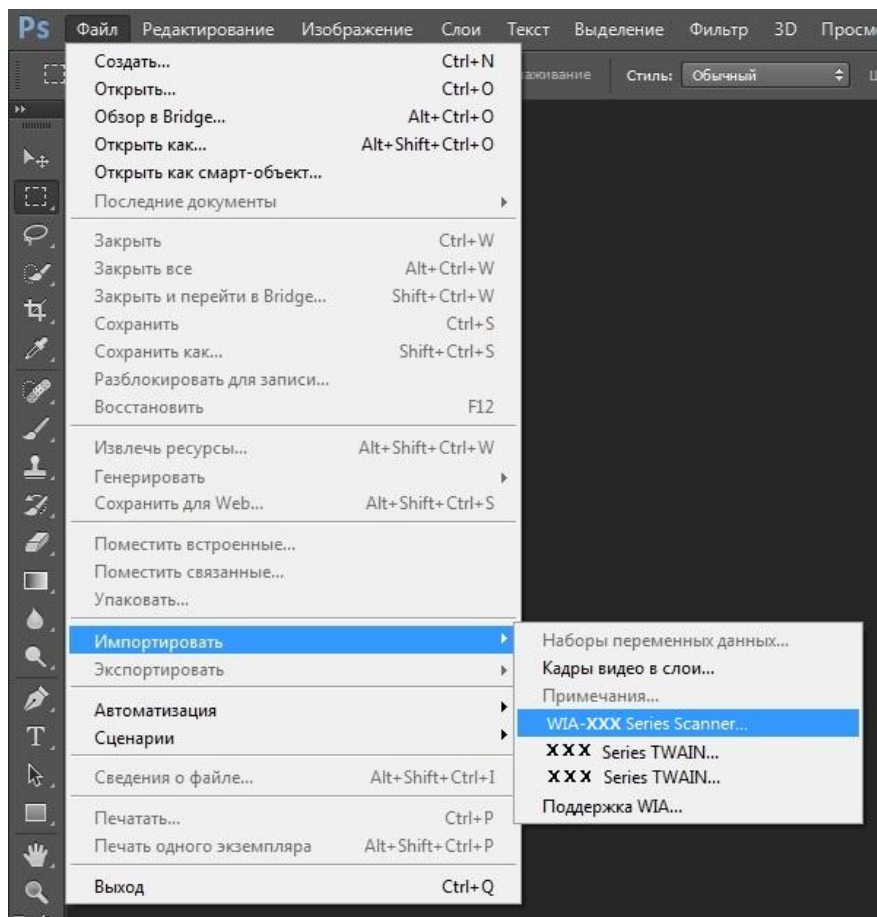 Ps Файл Редактирование Изображение Слои Текст Выделение Фильтр 3D
Стиль: Обычный
Создать... Ctrl+N
Открыть... Ctrl+O
Обзор в Bridge... Alt+Ctrl+O
Открыть как... Alt+Shift+Ctrl+O
Открыть как смарт-объект...
Последние документы
Закрыть Ctrl+W
Закрыть все Alt+Ctrl+W
Закрыть и перейти в Bridge... Shift+Ctrl+W
Сохранить Ctrl+S
Сохранить как... Shift+Ctrl+S
Разблокировать для записи...
Восстановить F12
Извлечь ресурсы... Alt+Shift+Ctrl+W
Генерировать
Сохранить для Web... Alt+Shift+Ctrl+S
Поместить встроенные...
Поместить связанные...
Упаковать...
Импортировать
Экспортировать
Автоматизация
Сценарии
Сведения о файле... Alt+Shift+Ctrl+I
Печатать... Ctrl+P
Печать одного экземпляра Alt+Shift+Ctrl+P
Выход Ctrl+Q
Наборы переменных данных...
Кадры видео в слои...
Примечания...
WIA-XXX Series Scanner...
XXX Series TWAIN...
XXX Series TWAIN...
Поддержка WIA...